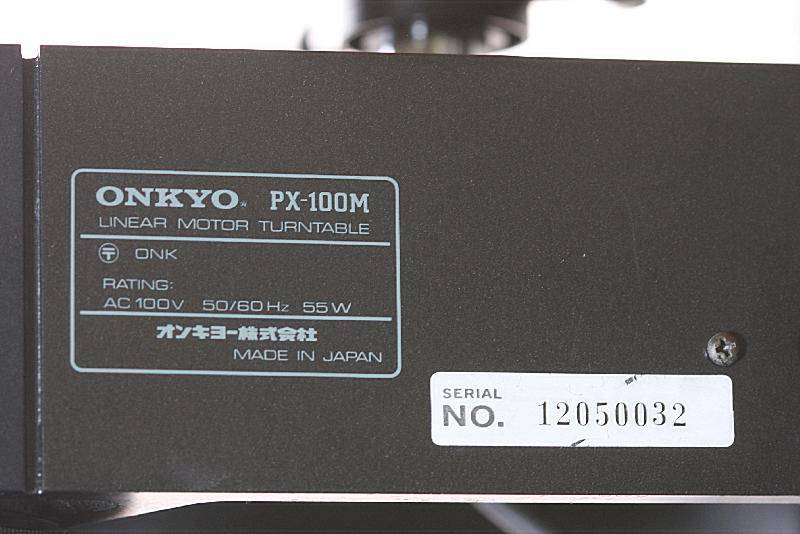 ONKYO PX-100M
LINEAR MOTOR TURNTABLE
〒 ONK
RATING:
AC 100V 50/60 Hz 55W
オンキヨー株式会社
MADE IN JAPAN
SERIAL
NO. 12050032